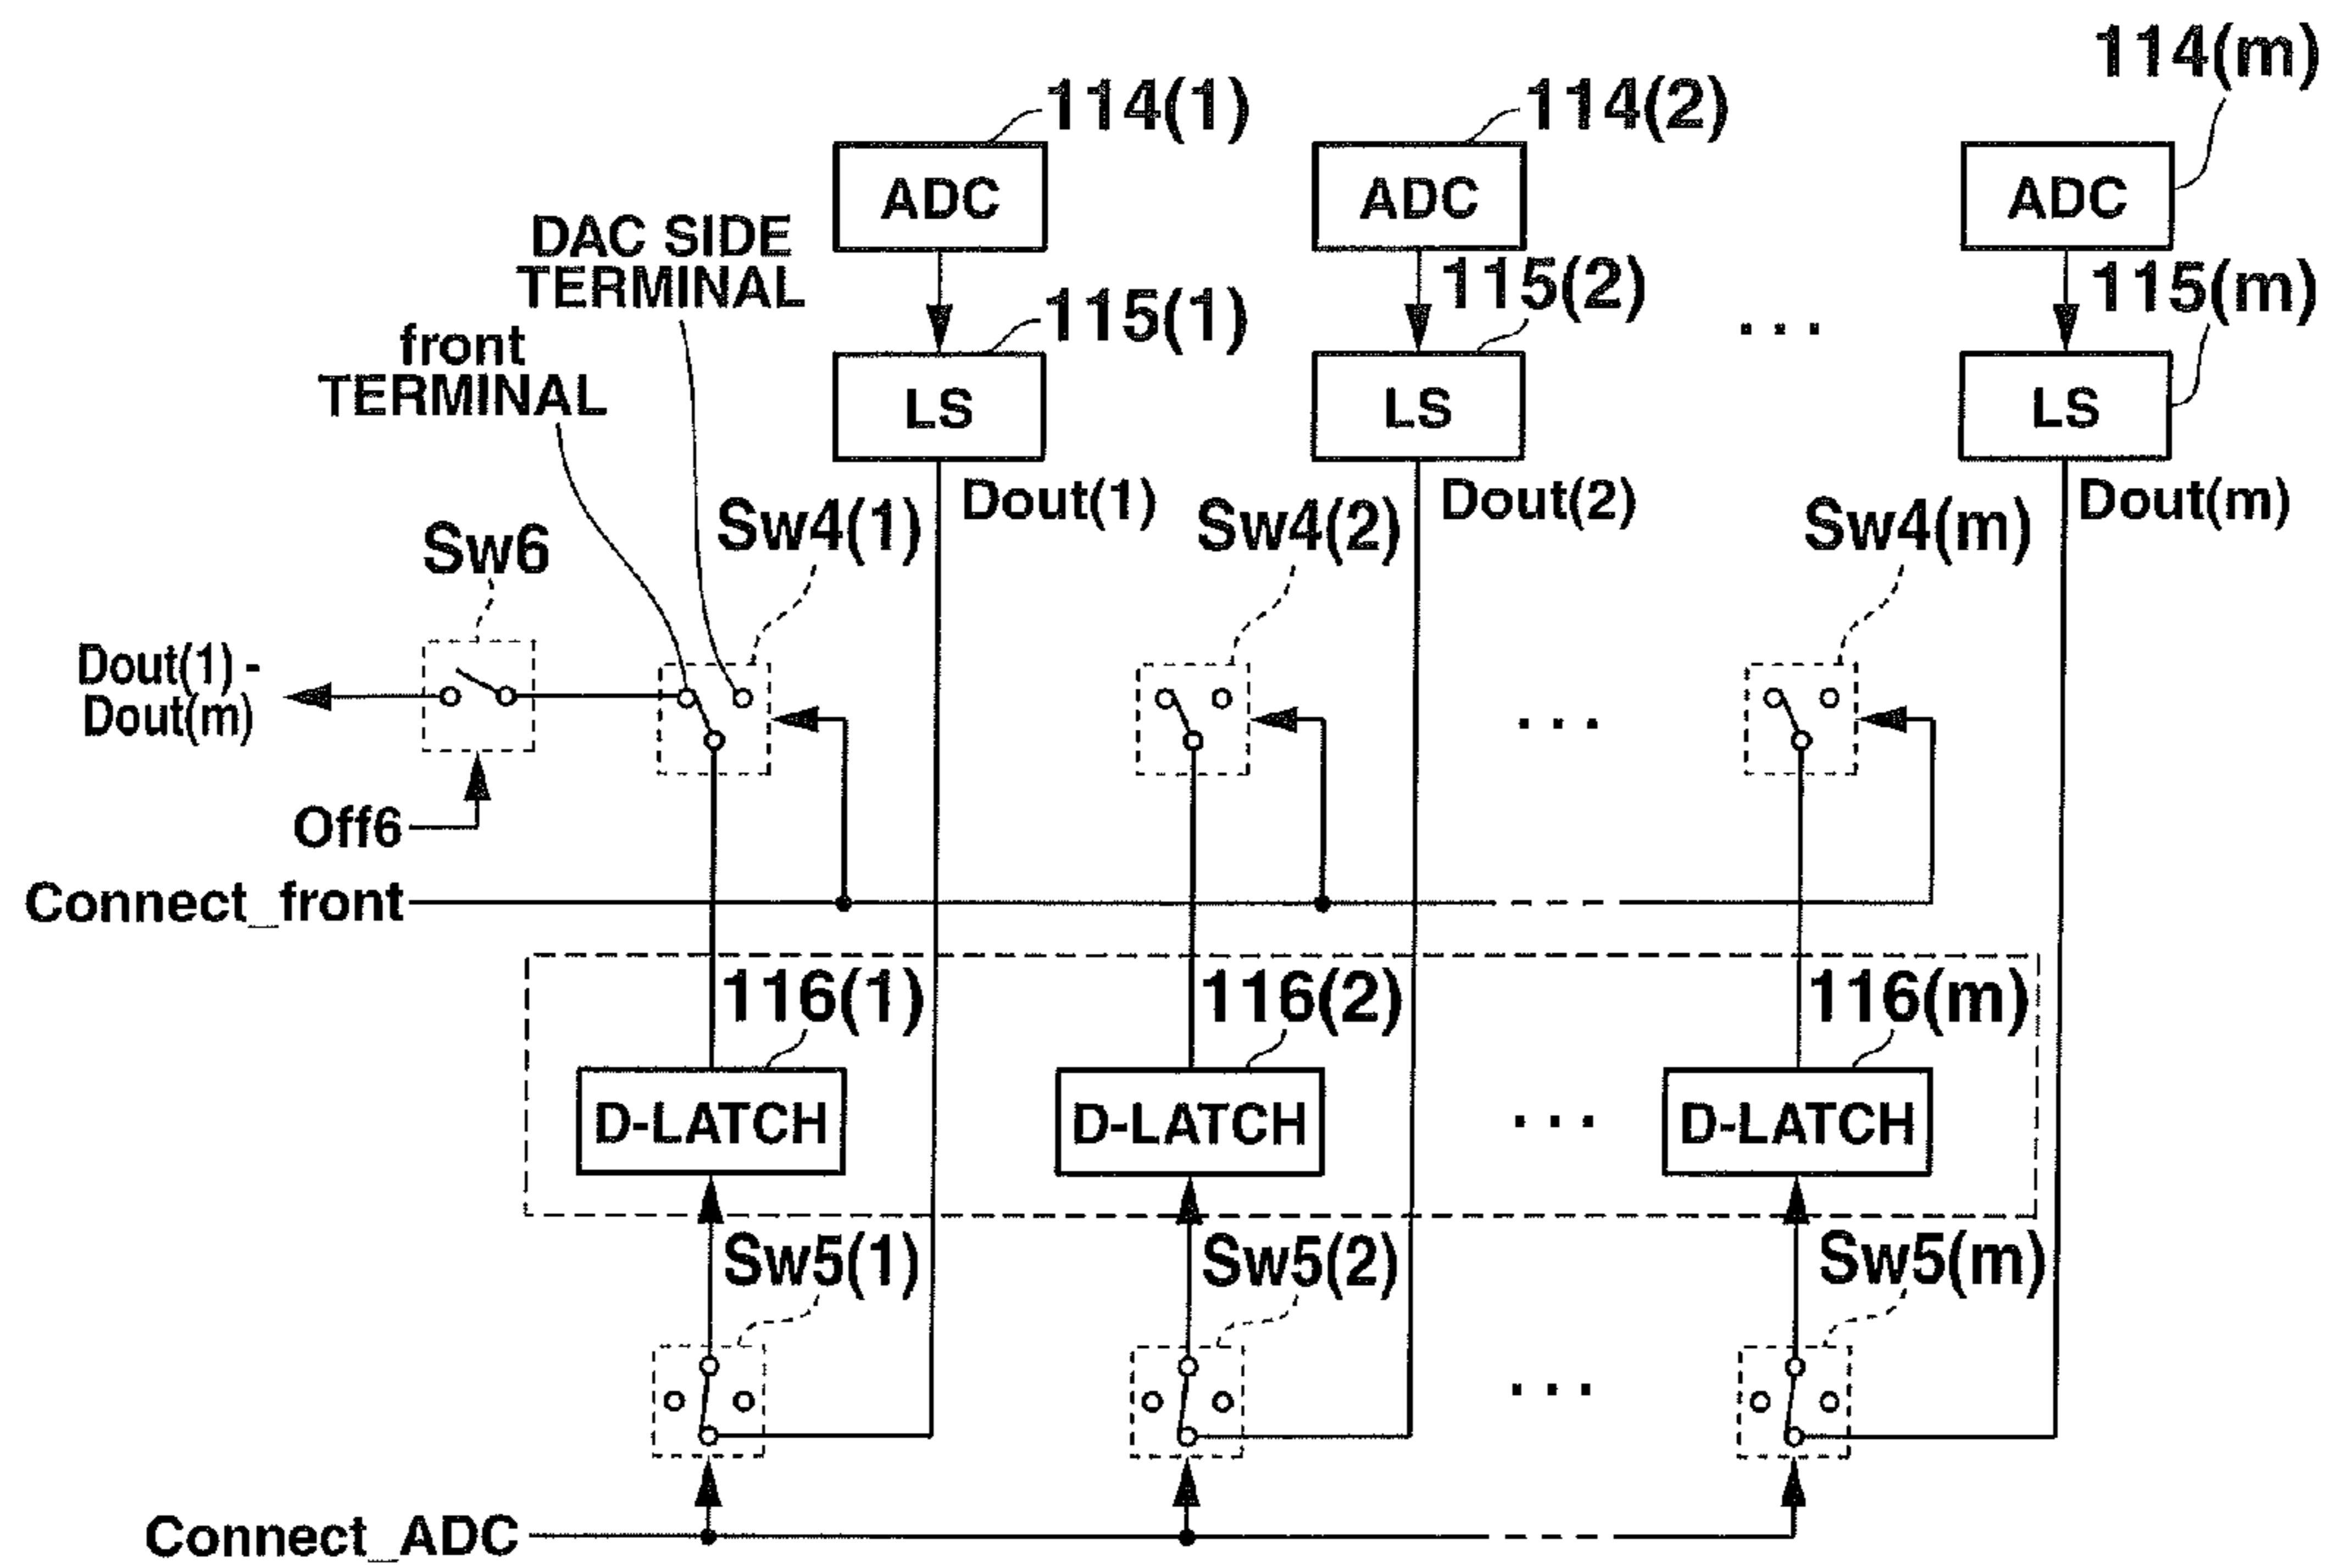 114(1)
114(2)
114(m)
ADC
ADC
ADC
DAC SIDE
TERMINAL
115(1)
115(2)
115(m)
. . .
front
TERMINAL
LS
LS
LS
Dout(1)
Dout(2)
Dout(m)
Sw6
Sw4(1)
Sw4(2)
Sw4(m)
Dout(1) -
Dout(m)
. . .
Off6
Connect_front
116(1)
116(2)
116(m)
D-LATCH
D-LATCH
. . .
D-LATCH
Sw5(1)
Sw5(2)
Sw5(m)
. . .
Connect_ADC